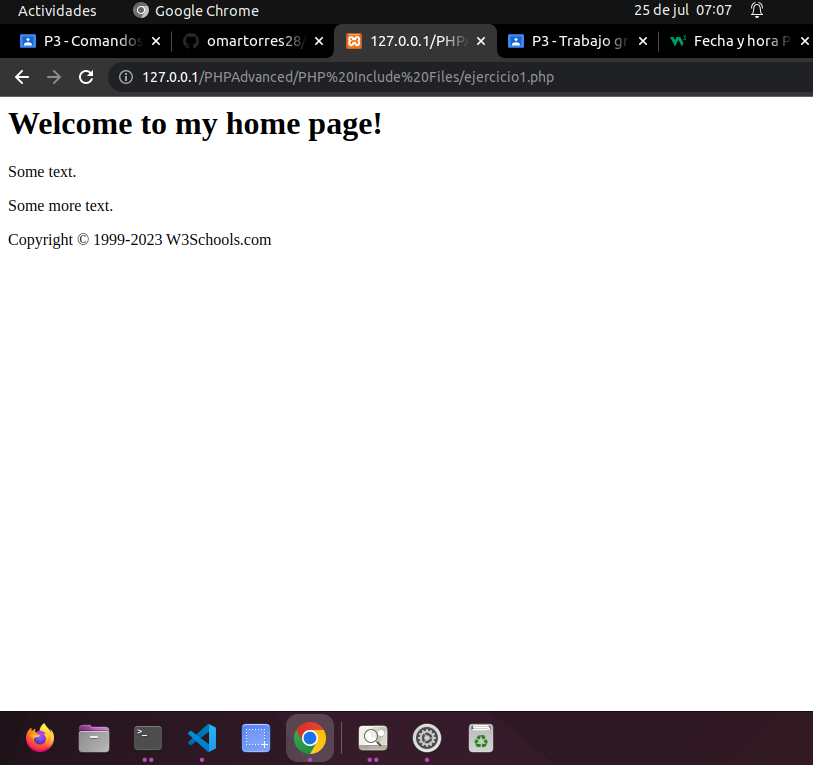 Actividades Google Chrome 25 de jul 07:07
P3 - Comandos omartorres28/ 127.0.0.1/PHPA P3 - Trabajo gr Fecha y hora P
127.0.0.1/PHPAdvanced/PHP%20Include%20Files/ejercicio1.php
Welcome to my home page!
Some text.
Some more text.
Copyright © 1999-2023 W3Schools.com